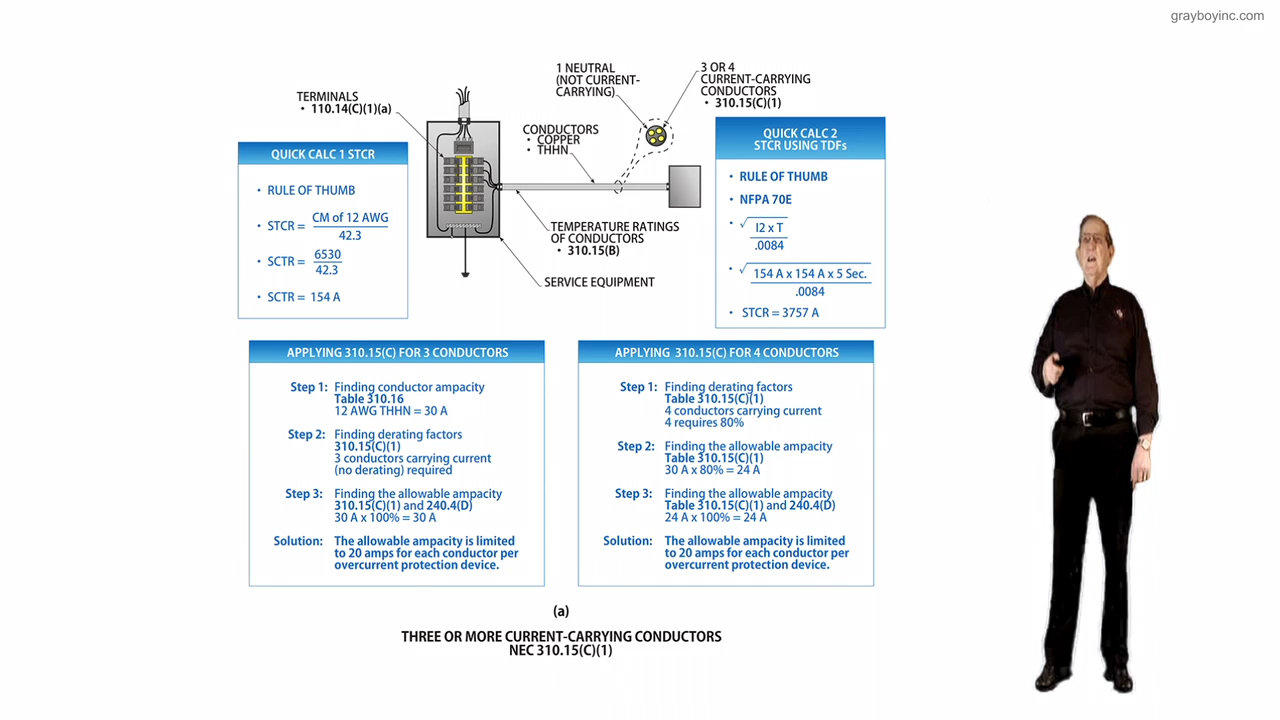 grayboyinc.com
1 NEUTRAL
(NOT CURRENT-
CARRYING)
3 OR 4
CURRENT-CARRYING
CONDUCTORS
• 310.15(C)(1)
TERMINALS
• 110.14(C)(1)(a)
CONDUCTORS
• COPPER
• THHN
TEMPERATURE RATINGS
OF CONDUCTORS
• 310.15(B)
SERVICE EQUIPMENT
QUICK CALC 1 STCR
• RULE OF THUMB
• STCR = CM of 12 AWG
42.3
• SCTR = 6530
42.3
• SCTR = 154 A
QUICK CALC 2
STCR USING TDFs
• RULE OF THUMB
• NFPA 70E
• √ I2 x T
.0084
• √ 154 A x 154 A x 5 Sec.
.0084
• STCR = 3757 A
APPLYING 310.15(C) FOR 3 CONDUCTORS
Step 1: Finding conductor ampacity
Table 310.16
12 AWG THHN = 30 A
Step 2: Finding derating factors
310.15(C)(1)
3 conductors carrying current
(no derating) required
Step 3: Finding the allowable ampacity
310.15(C)(1) and 240.4(D)
30 A x 100% = 30 A
Solution: The allowable ampacity is limited
to 20 amps for each conductor per
overcurrent protection device.
APPLYING 310.15(C) FOR 4 CONDUCTORS
Step 1: Finding derating factors
Table 310.15(C)(1)
4 conductors carrying current
4 requires 80%
Step 2: Finding the allowable ampacity
Table 310.15(C)(1)
30 A x 80% = 24 A
Step 3: Finding the allowable ampacity
Table 310.15(C)(1) and 240.4(D)
24 A x 100% = 24 A
Solution: The allowable ampacity is limited
to 20 amps for each conductor per
overcurrent protection device.
(a)
THREE OR MORE CURRENT-CARRYING CONDUCTORS
NEC 310.15(C)(1)